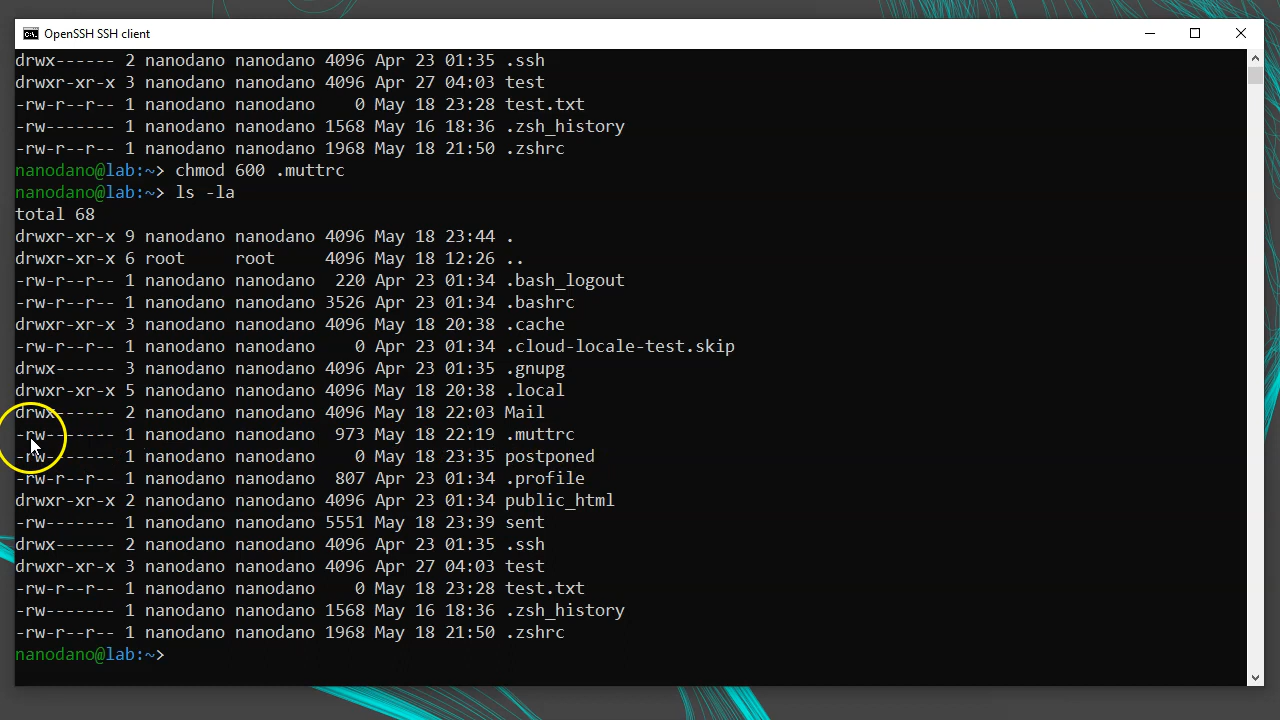 OpenSSH SSH client
drwx------ 2 nanodano nanodano 4096 Apr 23 01:35 .ssh
drwxr-xr-x 3 nanodano nanodano 4096 Apr 27 04:03 test
-rw-r--r-- 1 nanodano nanodano    0 May 18 23:28 test.txt
-rw------- 1 nanodano nanodano 1568 May 16 18:36 .zsh_history
-rw-r--r-- 1 nanodano nanodano 1968 May 18 21:50 .zshrc
nanodano@lab:~> chmod 600 .muttrc
nanodano@lab:~> ls -la
total 68
drwxr-xr-x 9 nanodano nanodano 4096 May 18 23:44 .
drwxr-xr-x 6 root     root     4096 May 18 12:26 ..
-rw-r--r-- 1 nanodano nanodano  220 Apr 23 01:34 .bash_logout
-rw-r--r-- 1 nanodano nanodano 3526 Apr 23 01:34 .bashrc
drwxr-xr-x 3 nanodano nanodano 4096 May 18 20:38 .cache
-rw-r--r-- 1 nanodano nanodano    0 Apr 23 01:34 .cloud-locale-test.skip
drwx------ 3 nanodano nanodano 4096 Apr 23 01:35 .gnupg
drwxr-xr-x 5 nanodano nanodano 4096 May 18 20:38 .local
drwx------ 2 nanodano nanodano 4096 May 18 22:03 Mail
-rw------- 1 nanodano nanodano  973 May 18 22:19 .muttrc
-rw------- 1 nanodano nanodano    0 May 18 23:35 postponed
-rw-r--r-- 1 nanodano nanodano  807 Apr 23 01:34 .profile
drwxr-xr-x 2 nanodano nanodano 4096 Apr 23 01:34 public_html
-rw------- 1 nanodano nanodano 5551 May 18 23:39 sent
drwx------ 2 nanodano nanodano 4096 Apr 23 01:35 .ssh
drwxr-xr-x 3 nanodano nanodano 4096 Apr 27 04:03 test
-rw-r--r-- 1 nanodano nanodano    0 May 18 23:28 test.txt
-rw------- 1 nanodano nanodano 1568 May 16 18:36 .zsh_history
-rw-r--r-- 1 nanodano nanodano 1968 May 18 21:50 .zshrc
nanodano@lab:~>